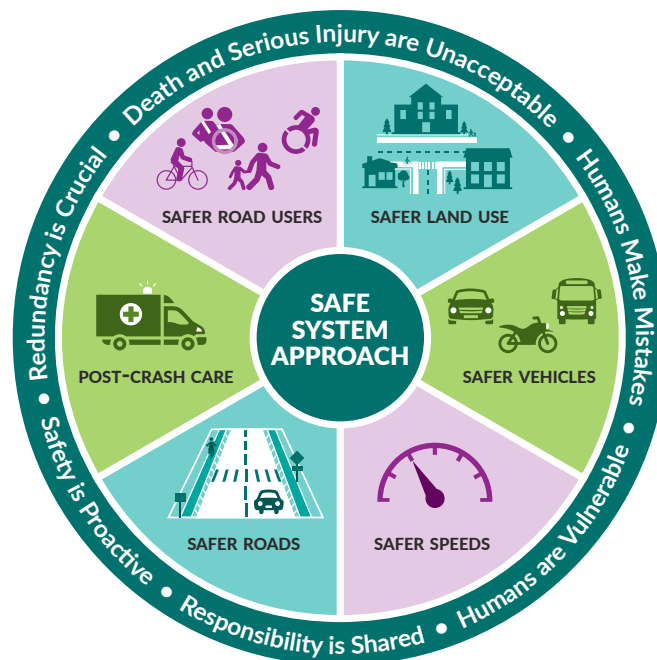 Death and Serious Injury are Unacceptable
Humans Make Mistakes
Humans are Vulnerable
Responsibility is Shared
Safety is Proactive
Redundancy is Crucial
SAFER ROAD USERS
SAFER LAND USE
SAFE
SYSTEM
APPROACH
POST-CRASH CARE
SAFER VEHICLES
SAFER ROADS
SAFER SPEEDS